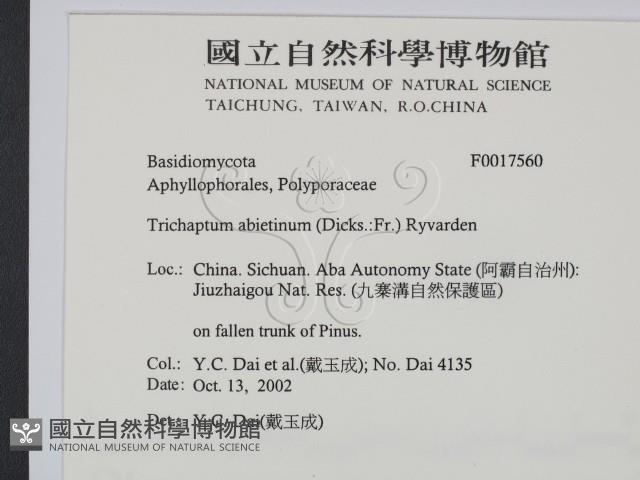 國立自然科學博物館
NATIONAL MUSEUM OF NATURAL SCIENCE
TAICHUNG, TAIWAN, R.O.CHINA
Basidiomycota F0017560
Aphyllophorales, Polyporaceae
Trichaptum abietinum (Dicks.:Fr.) Ryvarden
Loc.: China. Sichuan. Aba Autonomy State (阿霸自治州):
Jiuzhaigou Nat. Res. (九寨溝自然保護區)
on fallen trunk of Pinus.
Col.: Y.C. Dai et al.(戴玉成); No. Dai 4135
Date: Oct. 13, 2002
Det.: Y.C. Dai(戴玉成)
國立自然科學博物館
NATIONAL MUSEUM OF NATURAL SCIENCE